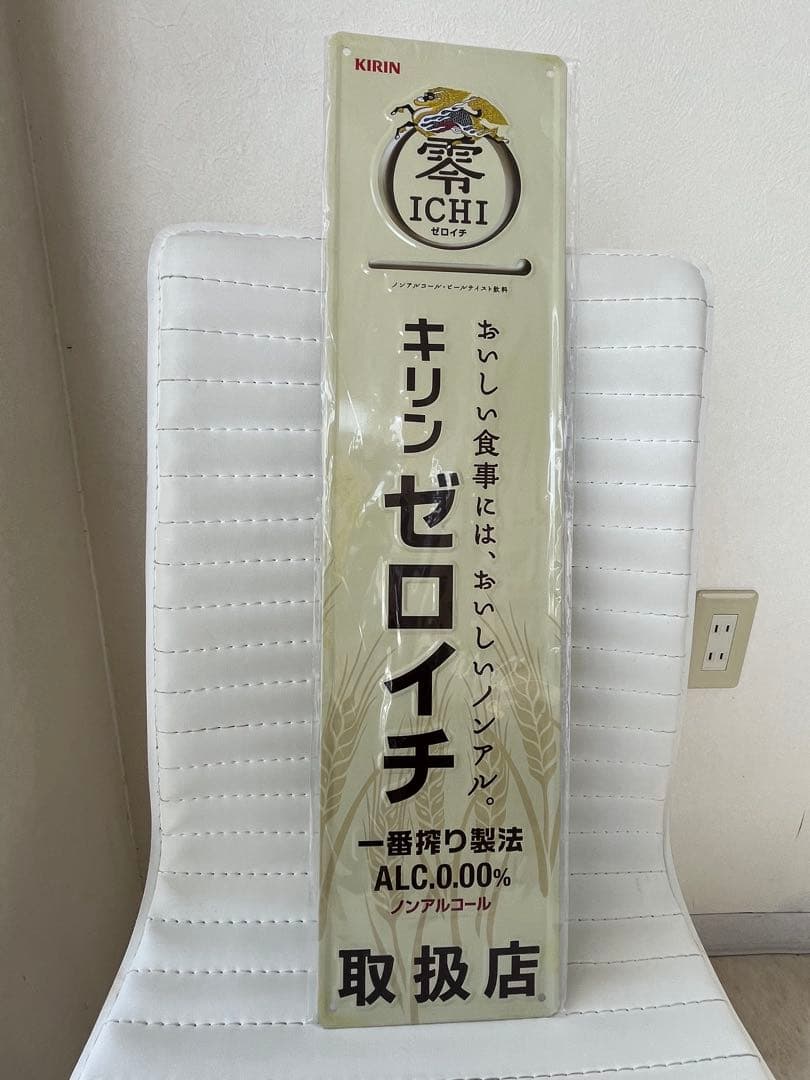 KIRIN
零
ICHI
ゼロイチ
ノンアルコール・ビールテイスト飲料
おいしい食事には、おいしいノンアル。
キリン ゼロイチ
一番搾り製法
ALC.0.00%
ノンアルコール
取扱店